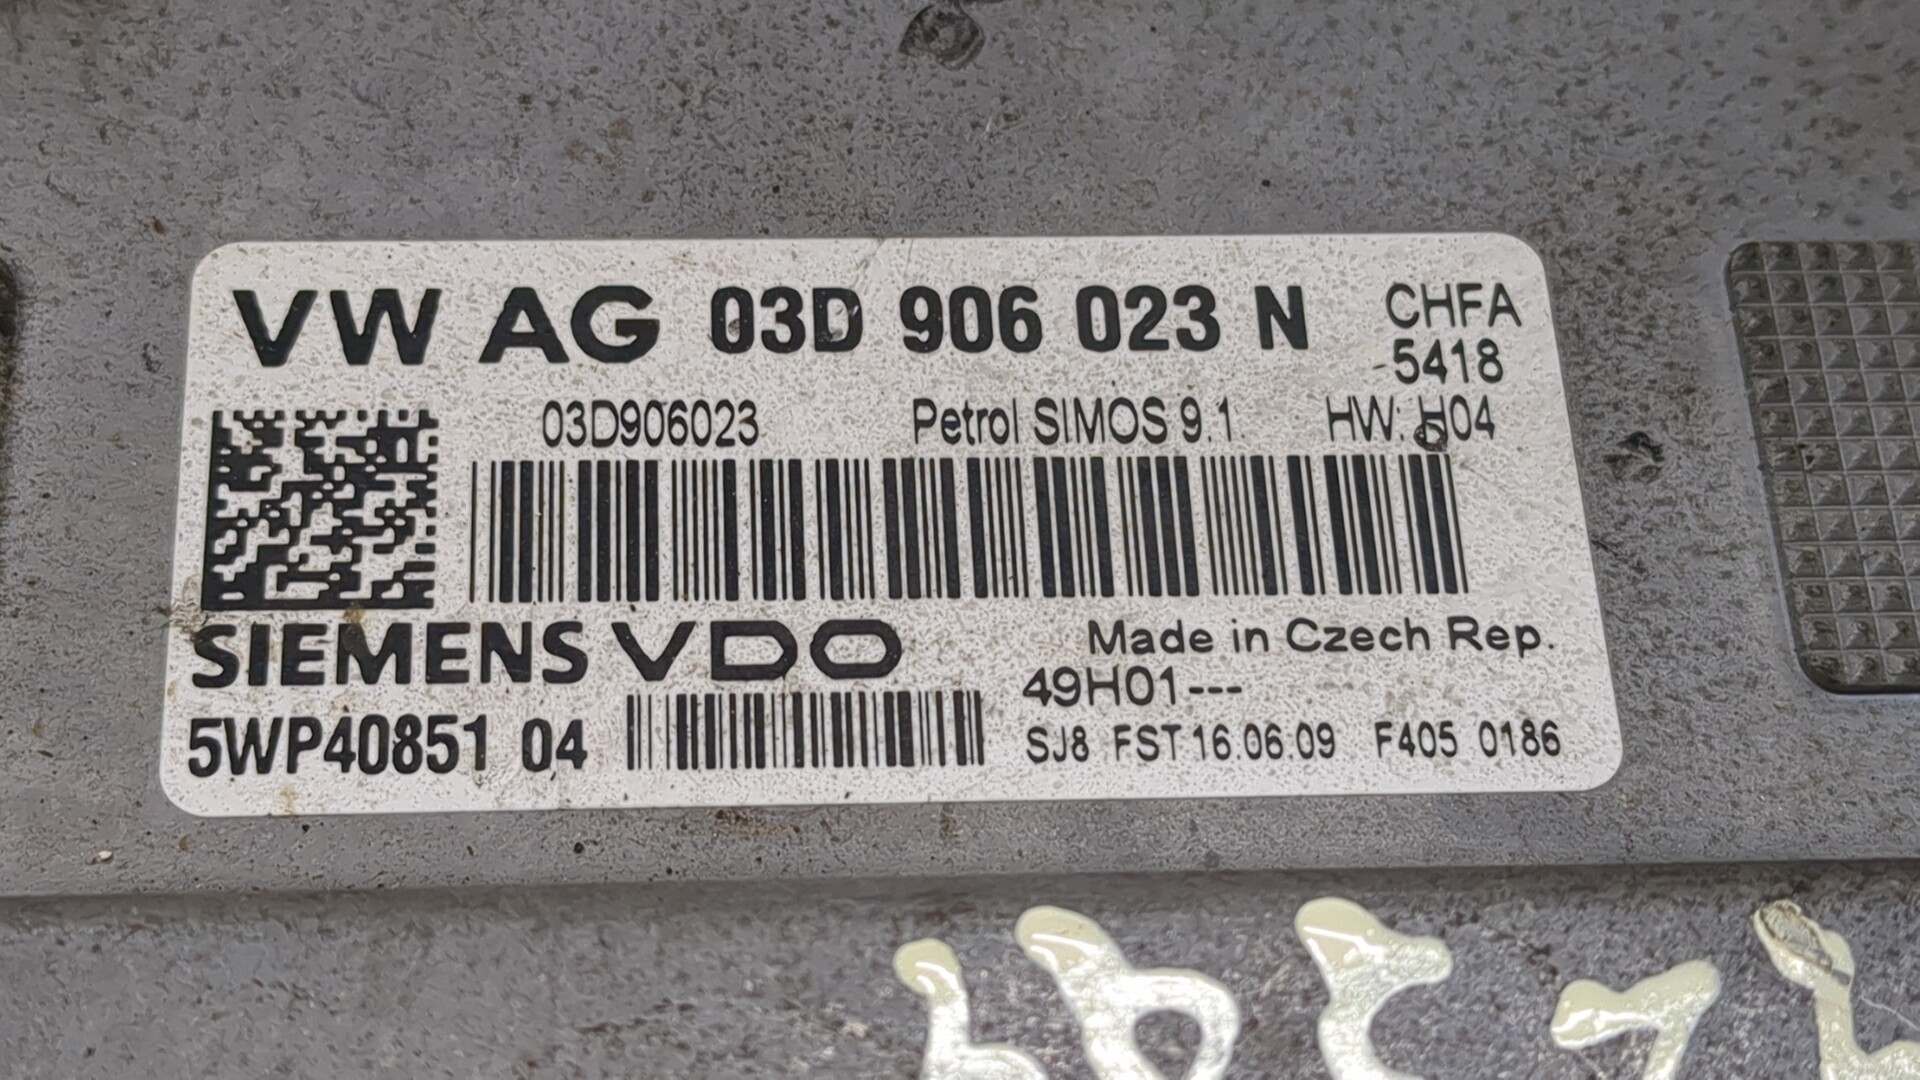 VW AG 03D 906 023 N CHFA
5418
03D906023 Petrol SIMOS 9.1 HW: H04
SIEMENS VDO Made in Czech Rep.
49H01---
5WP40851 04 SJ8 FST 16.06.09 F405 0186